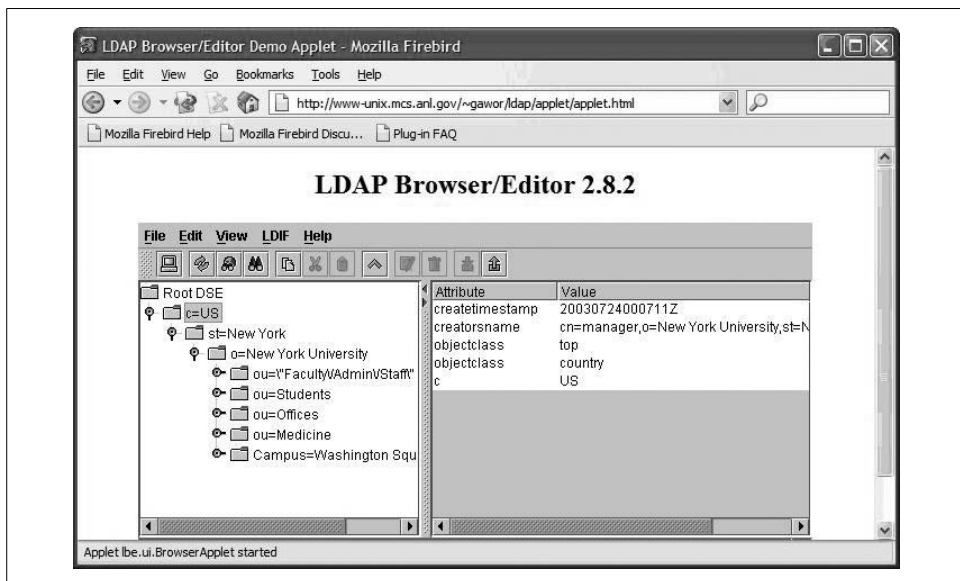 LDAP Browser/Editor Demo Applet - Mozilla Firebird
File Edit View Go Bookmarks Tools Help
http://www-unix.mcs.anl.gov/~gawor/ldap/applet/applet.html
Mozilla Firebird Help Mozilla Firebird Discu... Plug-in FAQ
LDAP Browser/Editor 2.8.2
File Edit View LDIF Help
Root DSE
c=US
st=New York
o=New York University
ou=\"Faculty\/Admin\/Staff\"
ou=Students
ou=Offices
ou=Medicine
Campus=Washington Squ
Attribute Value
createtimestamp 20030724000711Z
creatorsname cn=manager,o=New York University,st=N
objectclass top
objectclass country
c US
Applet lbe.ui.BrowserApplet started